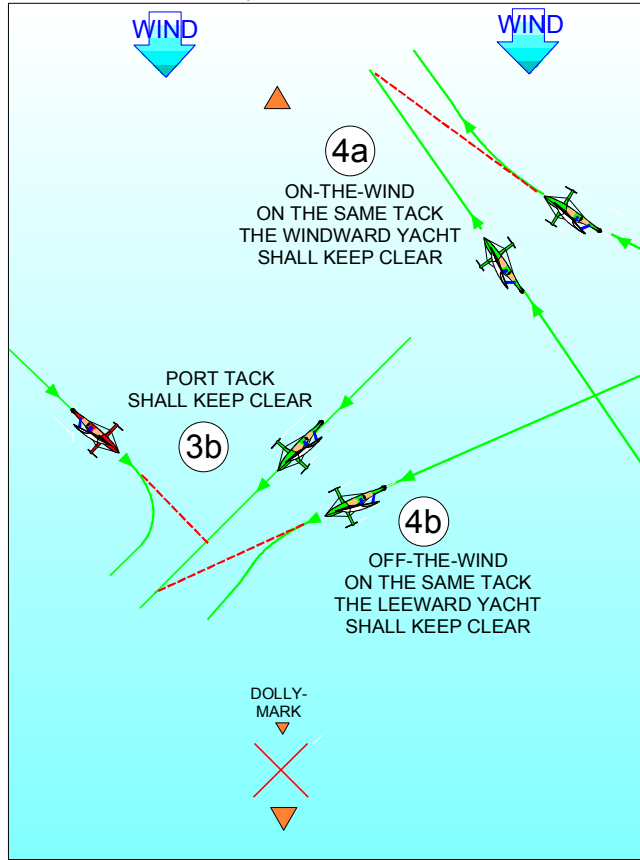 WIND
WIND
4a
ON-THE-WIND
ON THE SAME TACK
THE WINDWARD YACHT
SHALL KEEP CLEAR
PORT TACK
SHALL KEEP CLEAR
3b
4b
OFF-THE-WIND
ON THE SAME TACK
THE LEEWARD YACHT
SHALL KEEP CLEAR
DOLLY-
MARK